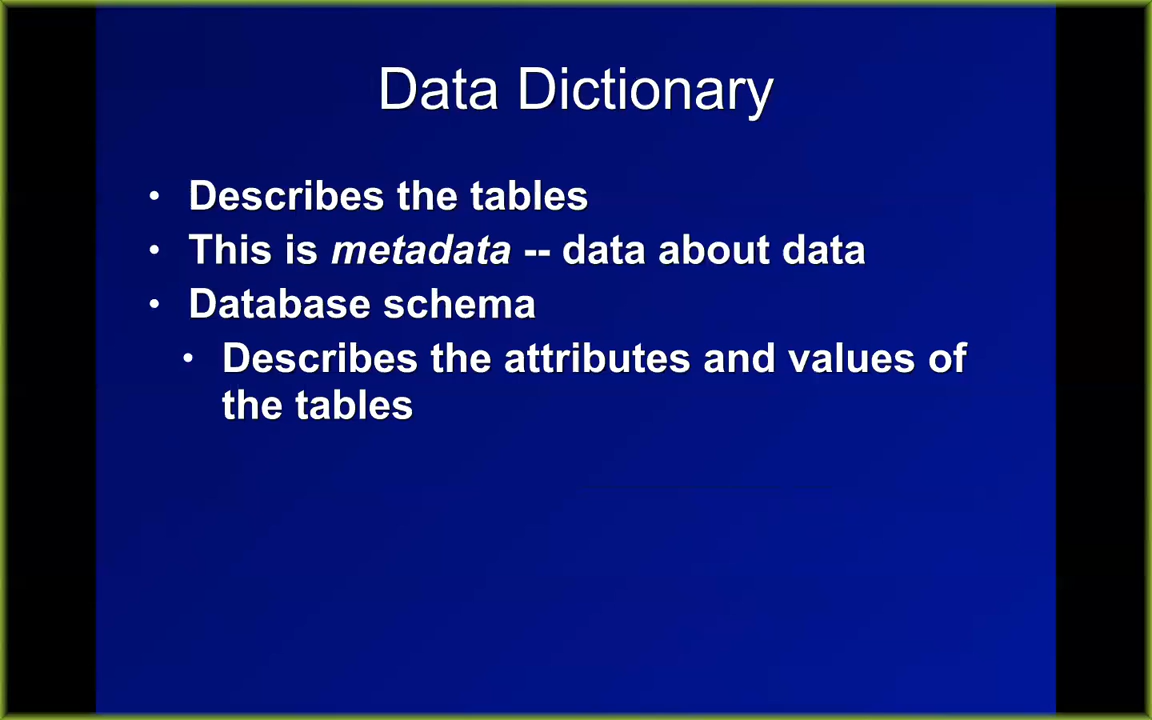 Data Dictionary
• Describes the tables
• This is metadata -- data about data
• Database schema
• Describes the attributes and values of
the tables